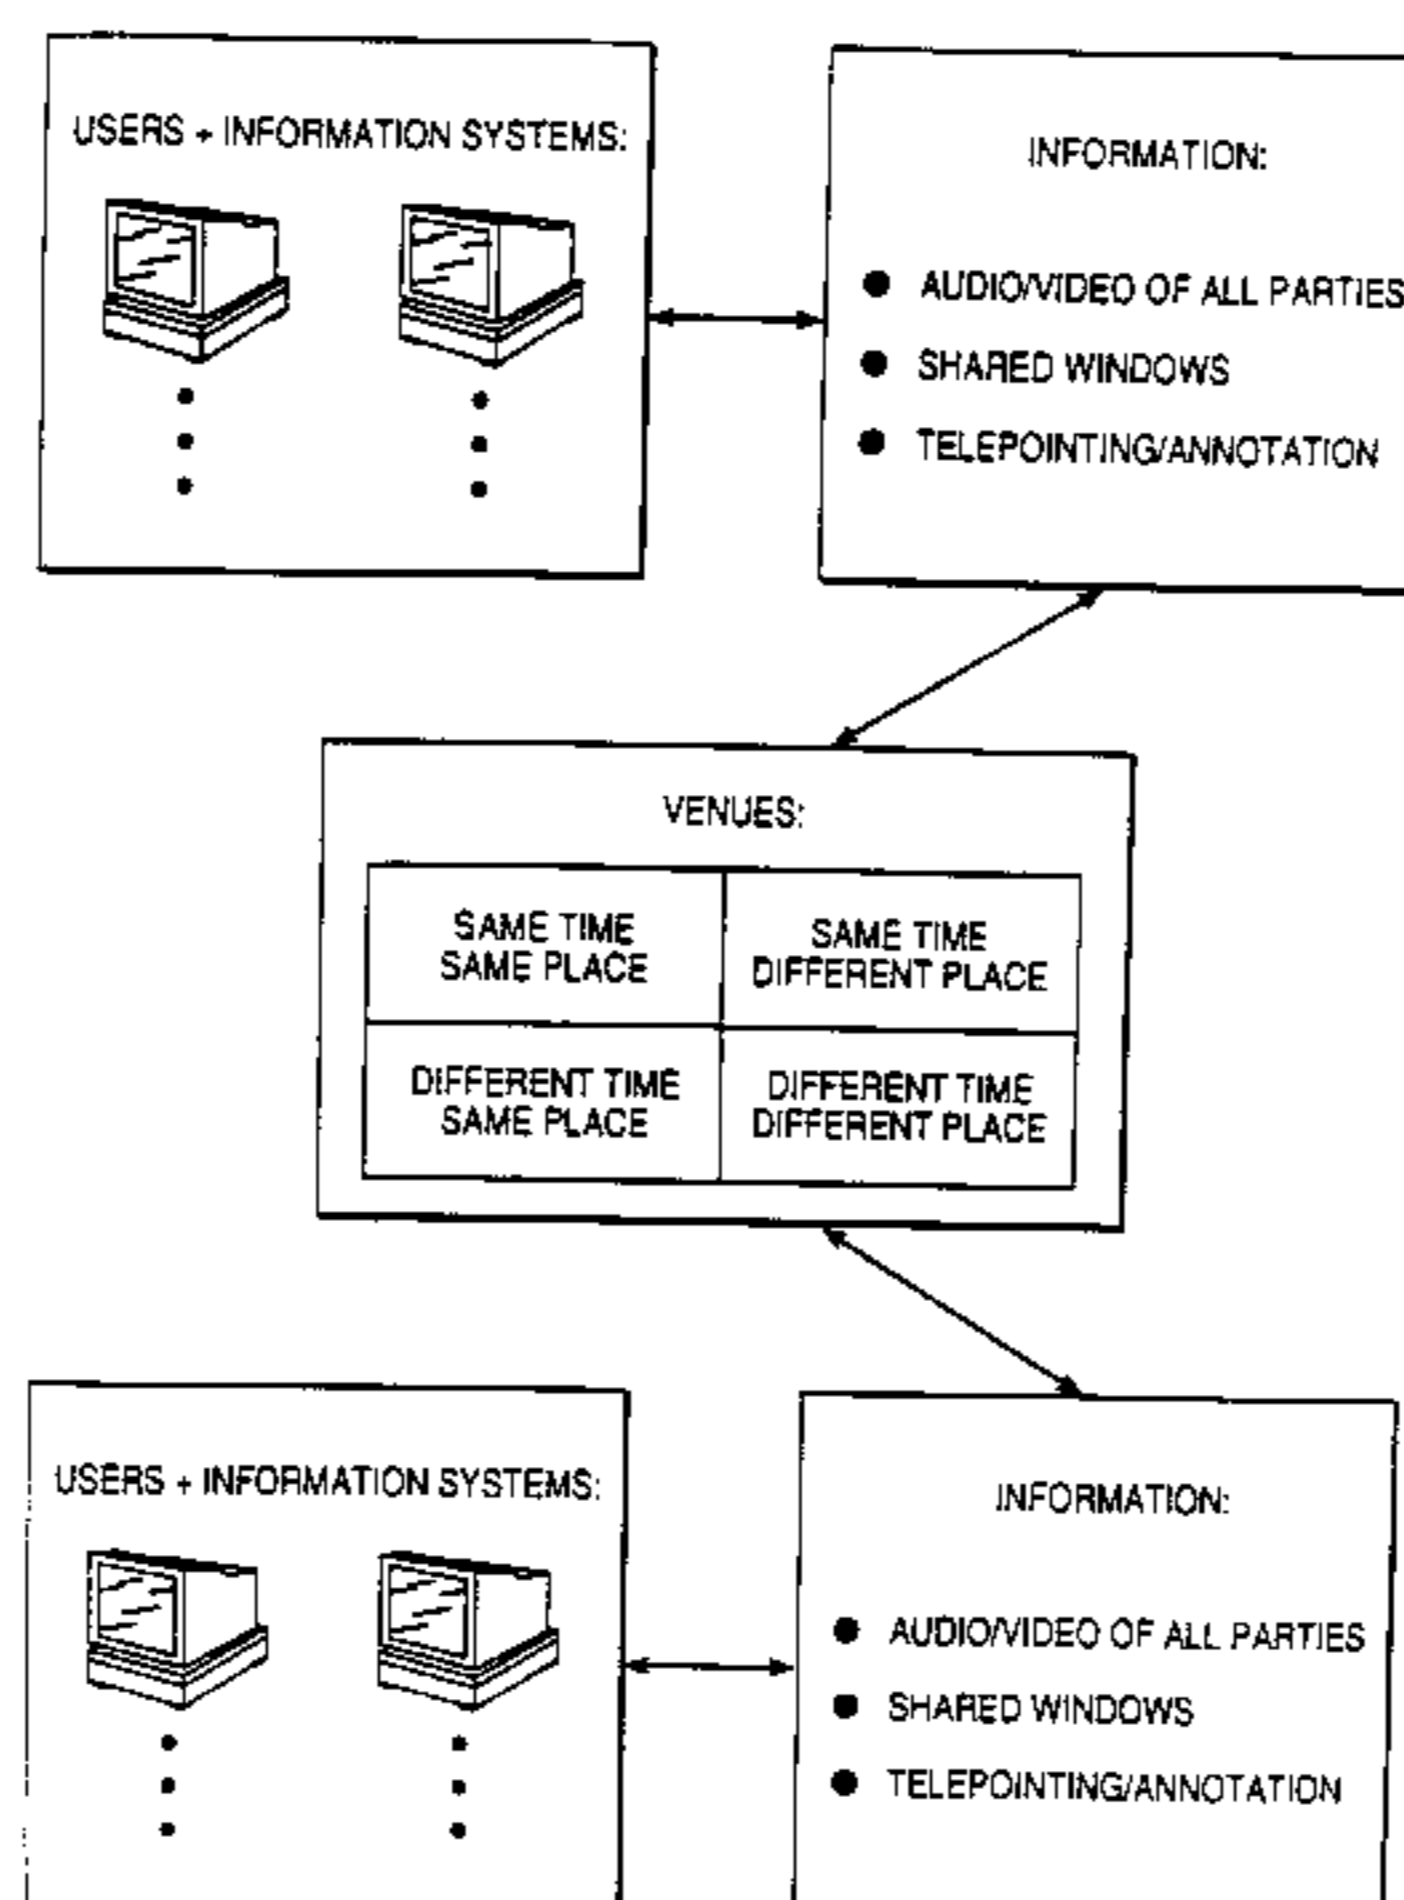 USERS + INFORMATION SYSTEMS:
INFORMATION:
● AUDIO/VIDEO OF ALL PARTIES
● SHARED WINDOWS
● TELEPOINTING/ANNOTATION
VENUES:
SAME TIME
SAME PLACE
SAME TIME
DIFFERENT PLACE
DIFFERENT TIME
SAME PLACE
DIFFERENT TIME
DIFFERENT PLACE
USERS + INFORMATION SYSTEMS:
INFORMATION:
● AUDIO/VIDEO OF ALL PARTIES
● SHARED WINDOWS
● TELEPOINTING/ANNOTATION